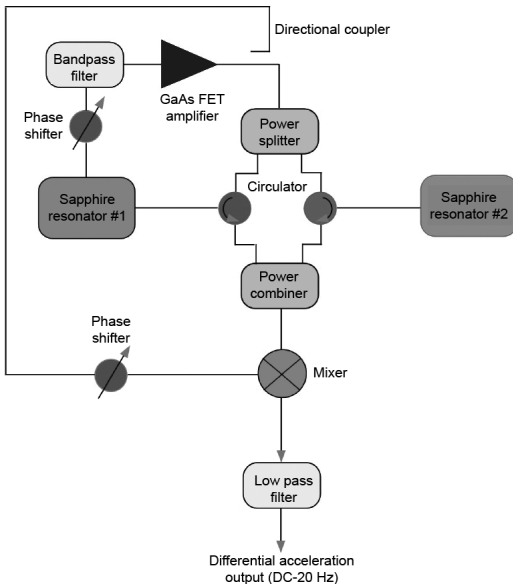 Directional coupler
Bandpass
filter
GaAs FET
amplifier
Phase
shifter
Power
splitter
Circulator
Sapphire
resonator #1
Sapphire
resonator #2
Power
combiner
Phase
shifter
Mixer
Low pass
filter
Differential acceleration
output (DC-20 Hz)